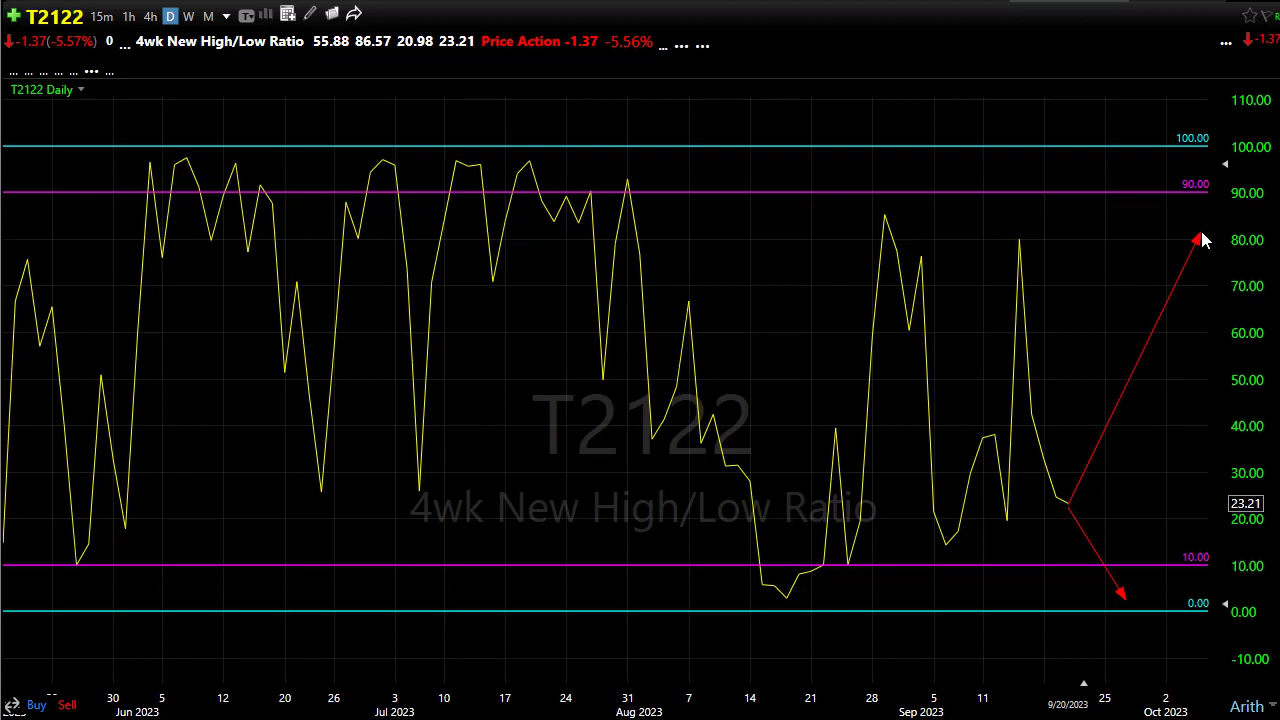 T2122 15m 1h 4h D W M
-1.37(-5.57%) 0 ... 4wk New High/Low Ratio 55.88 86.57 20.98 23.21 Price Action -1.37 -5.56% ... ... ... ... -1.37
... ... ... ... ... ... ...
T2122 Daily
110.00
100.00 100.00
90.00 90.00
80.00
70.00
60.00
50.00
40.00
30.00
23.21
20.00
10.00 10.00
0.00 0.00
-10.00
T2122
4wk New High/Low Ratio
30 5 12 20 26 3 10 17 24 31 7 14 21 28 5 11 9/20/2023 25 2
Buy Sell Jun 2023 Jul 2023 Aug 2023 Sep 2023 Oct 2023 Arith